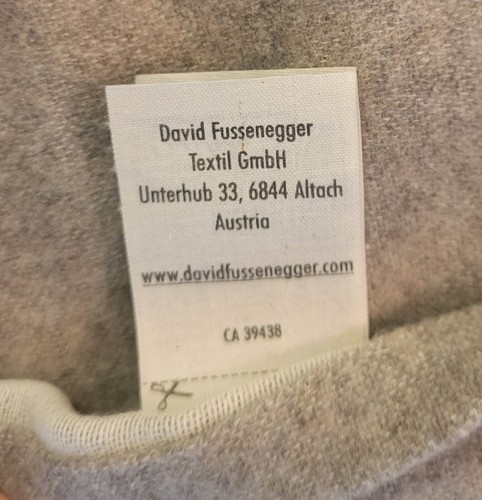 David Fussenegger
Textil GmbH
Unterhub 33, 6844 Altach
Austria
www.davidfussenegger.com
CA 39438